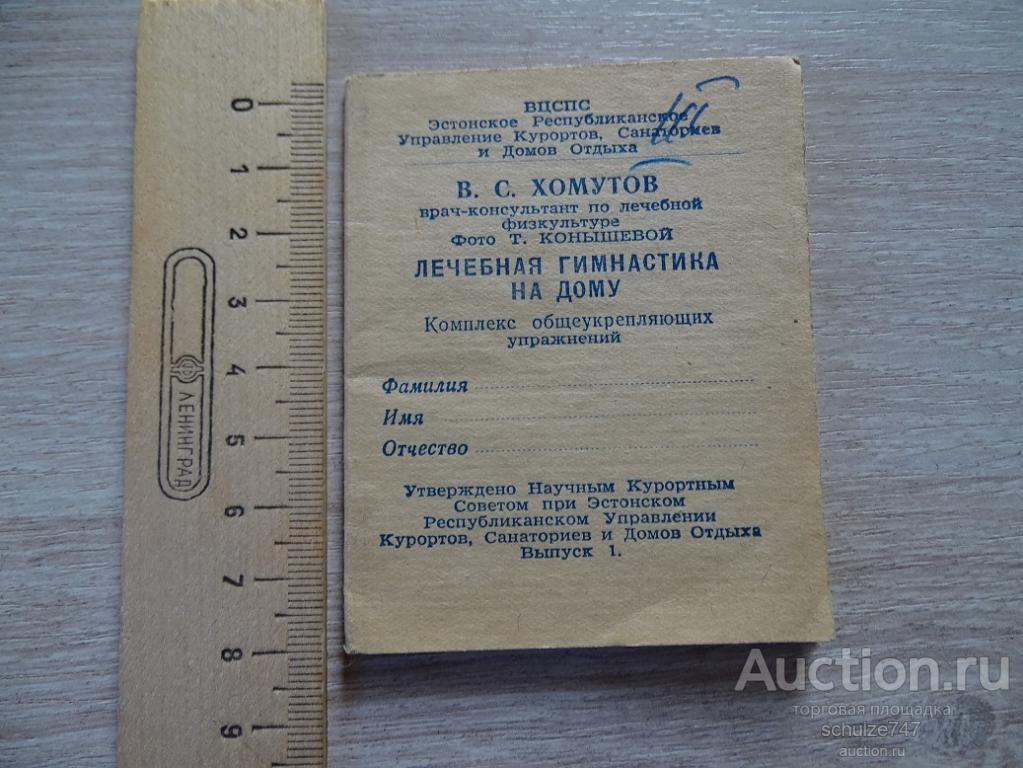 ВЦСПС
Эстонское Республиканское
Управление Курортов, Санаториев
и Домов Отдыха
В. С. ХОМУТОВ
врач-консультант по лечебной
физкультуре
Фото Т. КОНЫШЕВОЙ
ЛЕЧЕБНАЯ ГИМНАСТИКА
НА ДОМУ
Комплекс общеукрепляющих
упражнений
Фамилия
Имя
Отчество
Утверждено Научным Курортным
Советом при Эстонском
Республиканском Управлении
Курортов, Санаториев и Домов Отдыха
Выпуск 1.
0
1
2
3
4
5
6
7
8
9
ЛЕНИНГРАД
Auction.ru
торговая площадка
schulze747
auction.ru